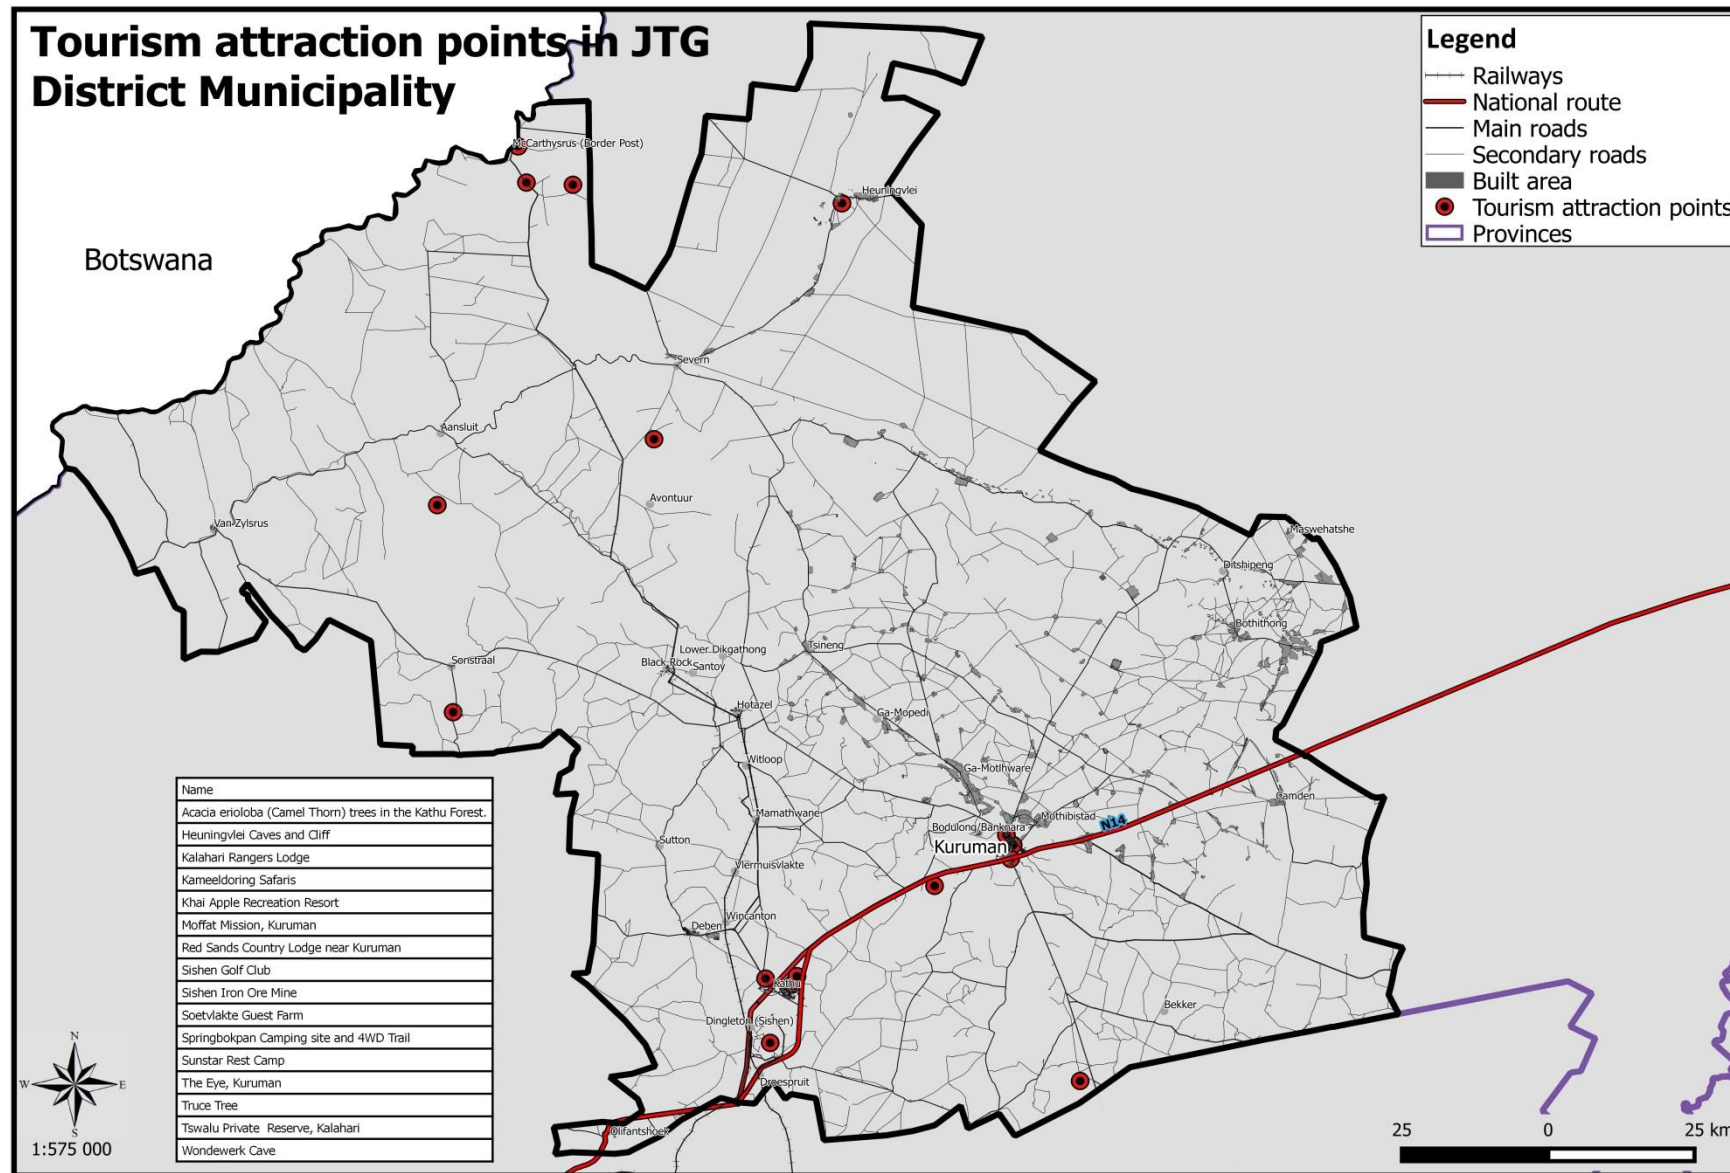 Tourism attraction points in JTG
District Municipality
Legend
Railways
National route
Main roads
Secondary roads
Built area
Tourism attraction points
Provinces
McCarthysrus (Border Post)
Heuningvlei
Botswana
Severn
Aansluit
Avontuur
Van Zylsrus
Maswehatshe
Ditshipeng
Bothithong
Tsineng
Lower Dikgathong
Black Rock
Santoy
Sonstraal
Hotazel
Ga-Mopedi
Witloop
Ga-Motlhware
Camden
Mamathwane
Mothibistad
N14
Bodulong/Banknara
Kuruman
Sutton
Vlermuisvlakte
Wincanton
Deben
Kathu
Bekker
Dingleton (Sishen)
Droespruit
Olifantshoek
Name
Acacia erioloba (Camel Thorn) trees in the Kathu Forest.
Heuningvlei Caves and Cliff
Kalahari Rangers Lodge
Kameeldoring Safaris
Khai Apple Recreation Resort
Moffat Mission, Kuruman
Red Sands Country Lodge near Kuruman
Sishen Golf Club
Sishen Iron Ore Mine
Soetvlakte Guest Farm
Springbokpan Camping site and 4WD Trail
Sunstar Rest Camp
The Eye, Kuruman
Truce Tree
Tswalu Private Reserve, Kalahari
Wondewerk Cave
N
W E
S
1:575 000
25 0 25 km